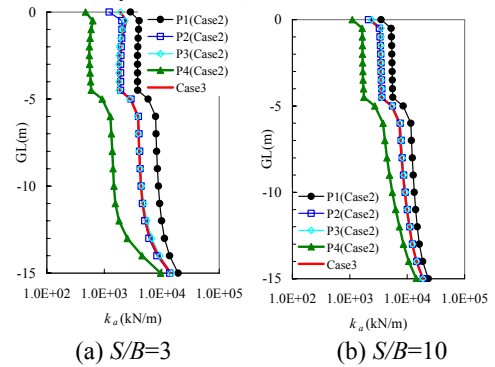 0
-5
-10
-15
GL(m)
P1(Case2)
P2(Case2)
P3(Case2)
P4(Case2)
Case3
1.0E+02 1.0E+03 1.0E+04 1.0E+05
k a (kN/m)
(a) S/B=3
0
-5
-10
-15
GL(m)
P1(Case2)
P2(Case2)
P3(Case2)
P4(Case2)
Case3
1.0E+02 1.0E+03 1.0E+04 1.0E+05
k a (kN/m)
(b) S/B=10